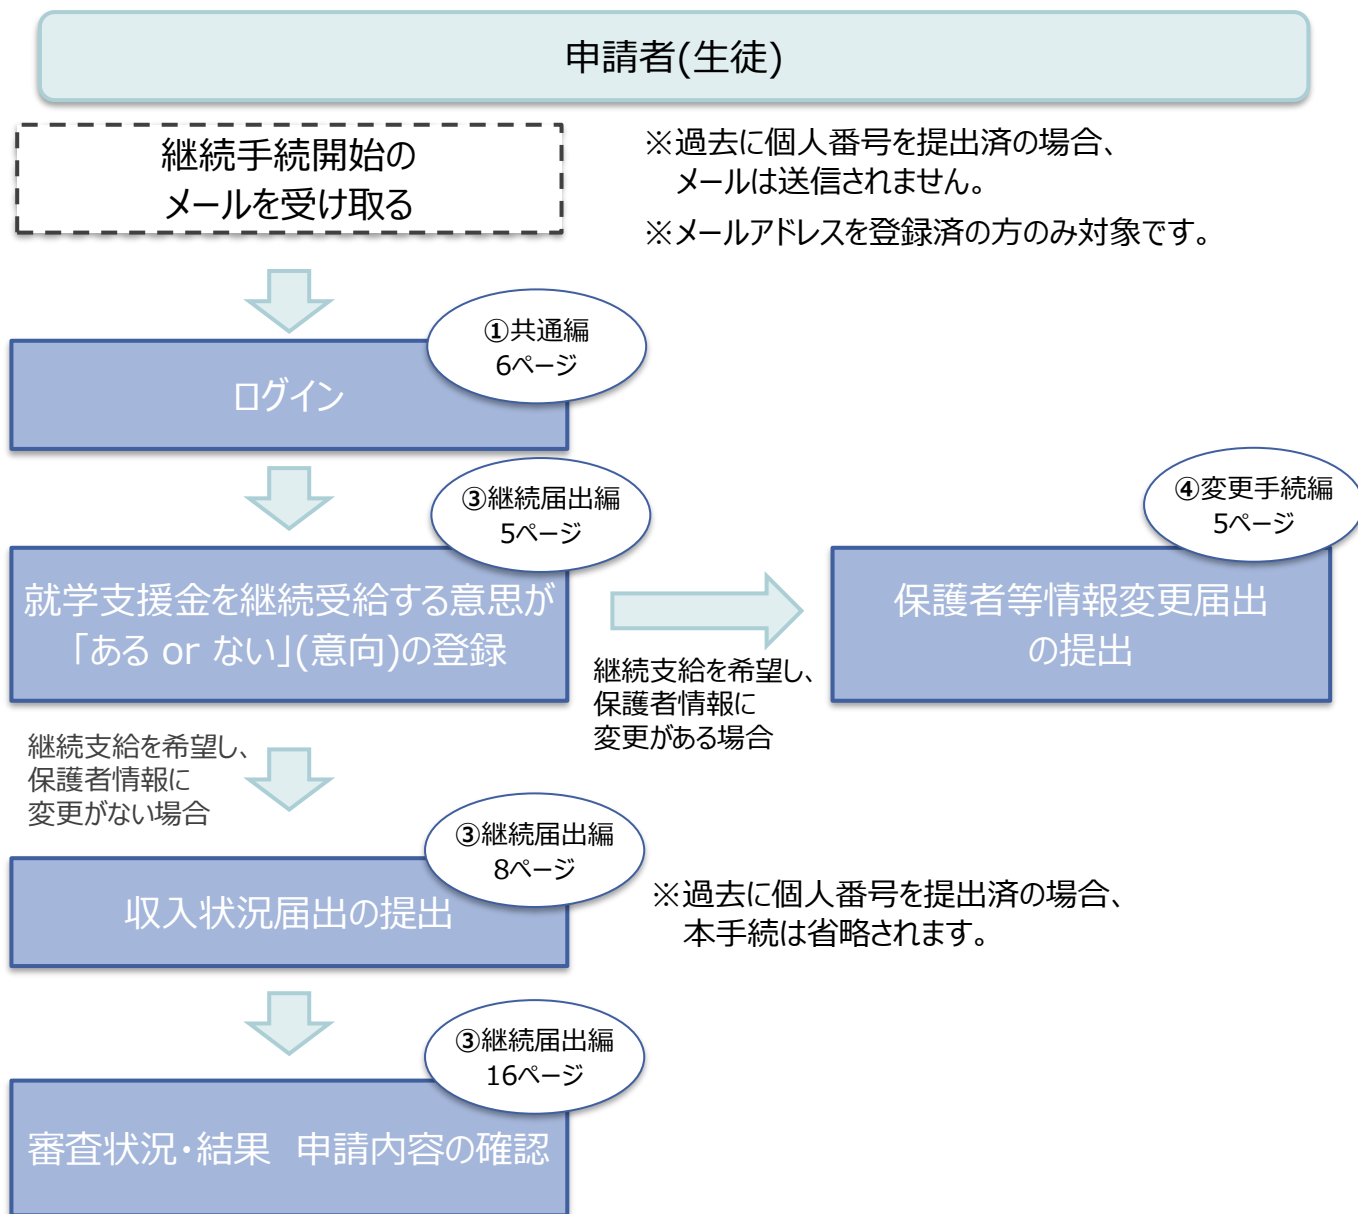 申請者(生徒)
継続手続開始の
メールを受け取る
※過去に個人番号を提出済の場合、
メールは送信されません。
※メールアドレスを登録済の方のみ対象です。
①共通編
6ページ
ログイン
③継続届出編
5ページ
就学支援金を継続受給する意思が
「ある or ない」(意向)の登録
継続支給を希望し、
保護者情報に
変更がある場合
④変更手続編
5ページ
保護者等情報変更届出
の提出
継続支給を希望し、
保護者情報に
変更がない場合
③継続届出編
8ページ
収入状況届出の提出
※過去に個人番号を提出済の場合、
本手続は省略されます。
③継続届出編
16ページ
審査状況・結果　申請内容の確認